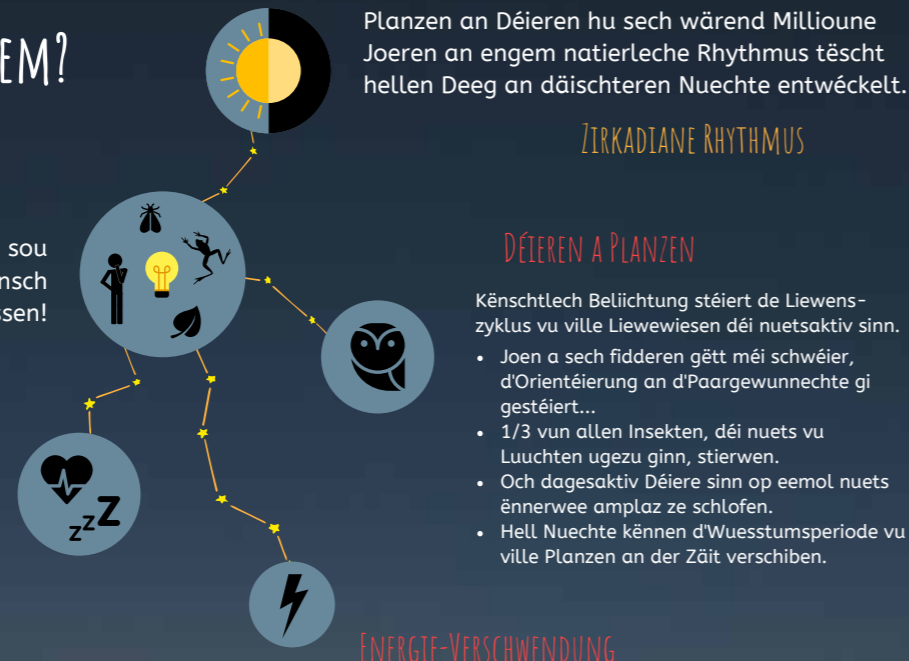 EM?
Planzen an Déieren hu sech wärend Millioune
Joeren an engem natierleche Rhythmus tëscht
hellen Deeg an däischteren Nuechte entwéckelt.
ZIRKADIANE RHYTHMUS
sou
nsch
ssen!
DÉIEREN A PLANZEN
Kënschtlech Beliichtung stéiert de Liewens-
zyklus vu ville Liewewiesen déi nuetsaktiv sinn.
• Joen a sech fidderen gëtt méi schwéier,
d'Orientéierung an d'Paargewunnechte gi
gestéiert...
• 1/3 vun allen Insekten, déi nuets vu
Luuchten ugezu ginn, stierwen.
• Och dagesaktiv Déiere sinn op eemol nuets
ënnerwee amplaz ze schlofen.
• Hell Nuechte kënnen d'Wuesstumsperiode vu
ville Planzen an der Zäit verschiben.
zzZ
ENERGIE-VERSCHWENDUNG